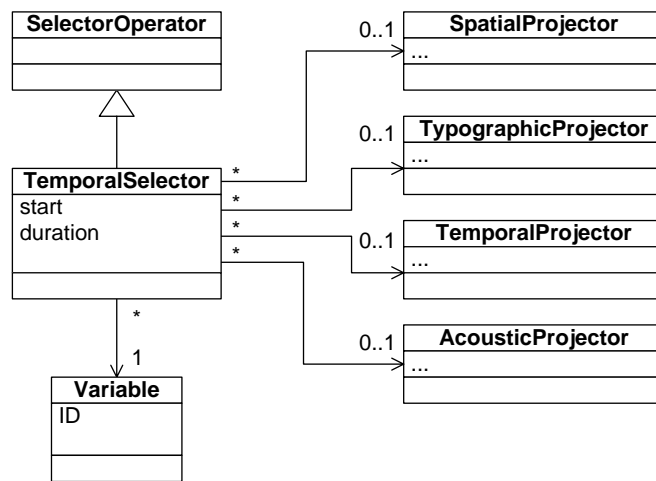 SelectorOperator
TemporalSelector
start
duration
*
*
*
*
*
1
Variable
ID
0..1
SpatialProjector
...
0..1
TypographicProjector
...
0..1
TemporalProjector
...
0..1
AcousticProjector
...